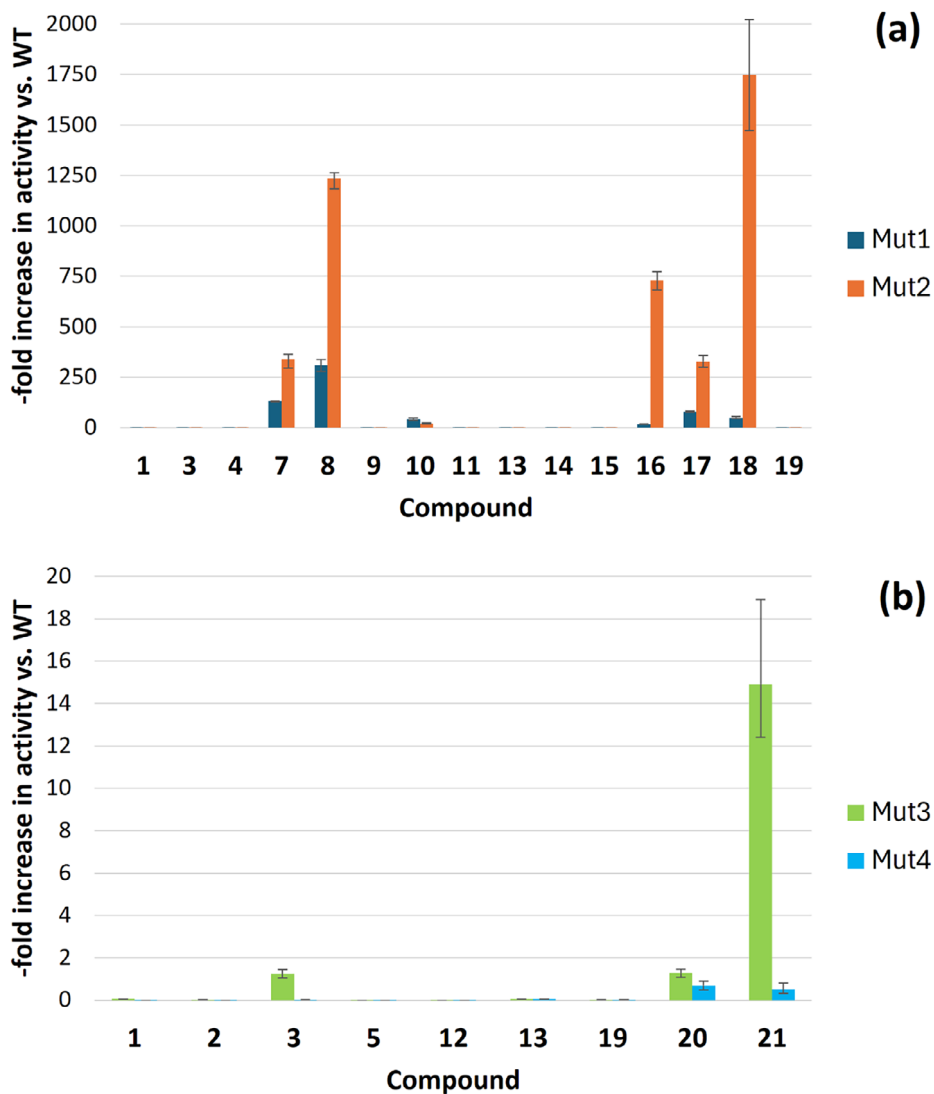 (a)
-fold increase in activity vs. WT
2000
1750
1500
1250
1000
750
500
250
0
1 3 4 7 8 9 10 11 13 14 15 16 17 18 19
Compound
Mut1
Mut2
(b)
-fold increase in activity vs. WT
20
18
16
14
12
10
8
6
4
2
0
1 2 3 5 12 13 19 20 21
Compound
Mut3
Mut4